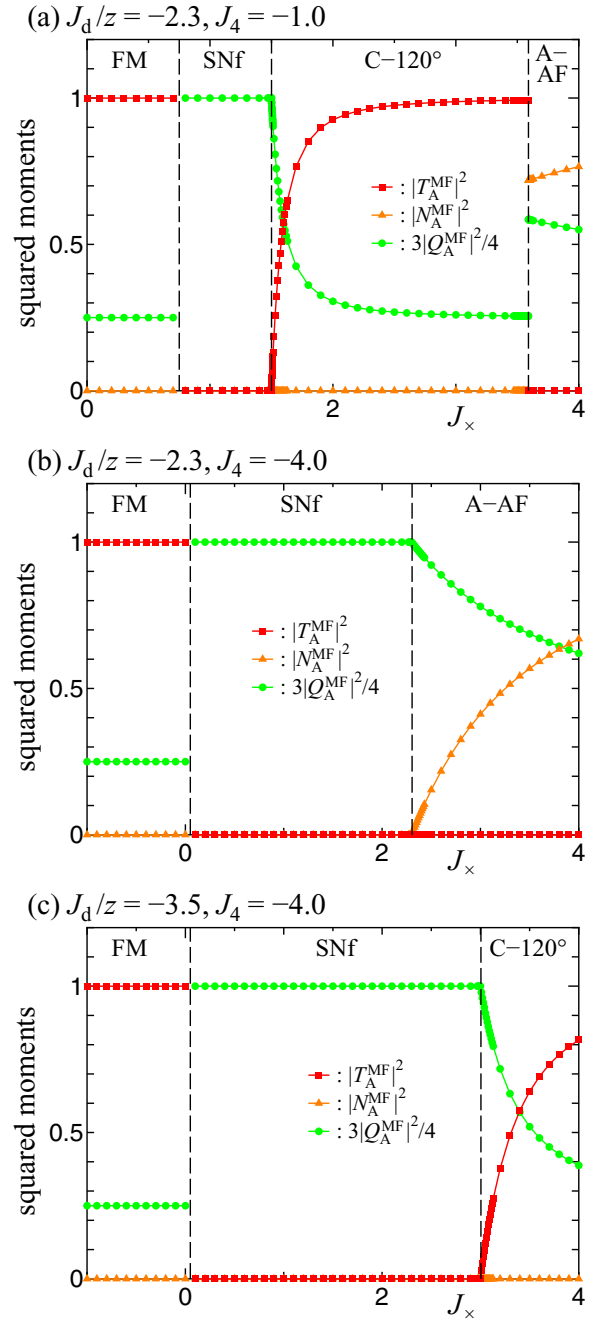 (a) J_d/z = −2.3, J_4 = −1.0
FM SNf C−120° A−
AF
1
0.5
0
: |T_A^MF|^2
: |N_A^MF|^2
: 3|Q_A^MF|^2/4
squared moments
0 2 J_× 4
(b) J_d/z = −2.3, J_4 = −4.0
FM SNf A−AF
1
0.5
0
: |T_A^MF|^2
: |N_A^MF|^2
: 3|Q_A^MF|^2/4
squared moments
0 2 J_× 4
(c) J_d/z = −3.5, J_4 = −4.0
FM SNf C−120°
1
0.5
0
: |T_A^MF|^2
: |N_A^MF|^2
: 3|Q_A^MF|^2/4
squared moments
0 2 J_× 4